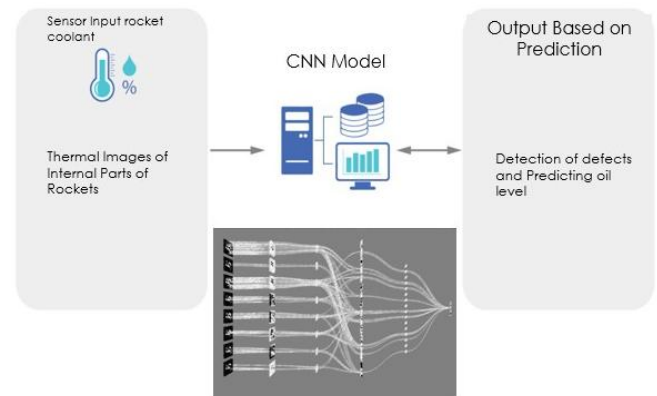 Sensor Input rocket
coolant
%
Thermal Images of
Internal Parts of
Rockets
CNN Model
Output Based on
Prediction
Detection of defects
and Predicting oil
level